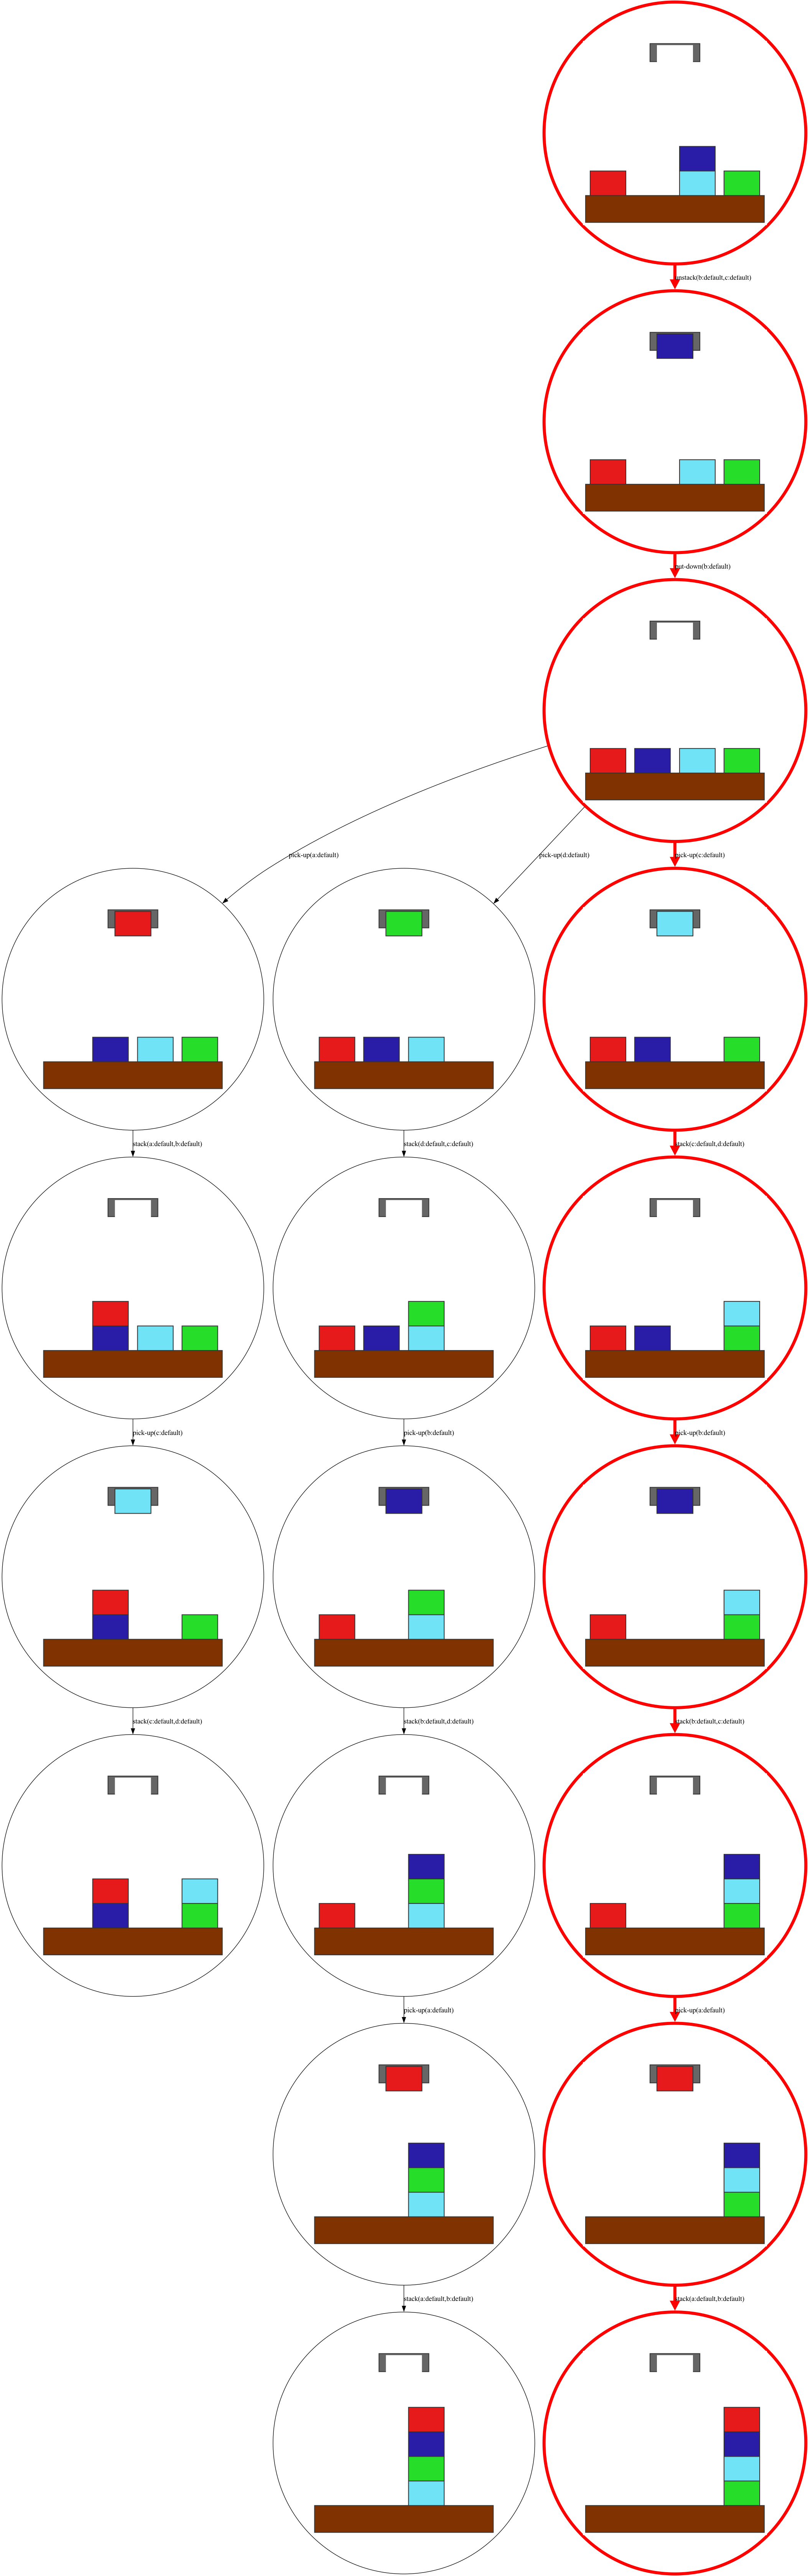 unstack(b:default,c:default)
put-down(b:default)
pick-up(a:default)
pick-up(d:default)
pick-up(c:default)
stack(a:default,b:default)
stack(d:default,c:default)
stack(c:default,d:default)
pick-up(c:default)
pick-up(b:default)
pick-up(b:default)
stack(c:default,d:default)
stack(b:default,d:default)
stack(b:default,c:default)
pick-up(a:default)
pick-up(a:default)
stack(a:default,b:default)
stack(a:default,b:default)